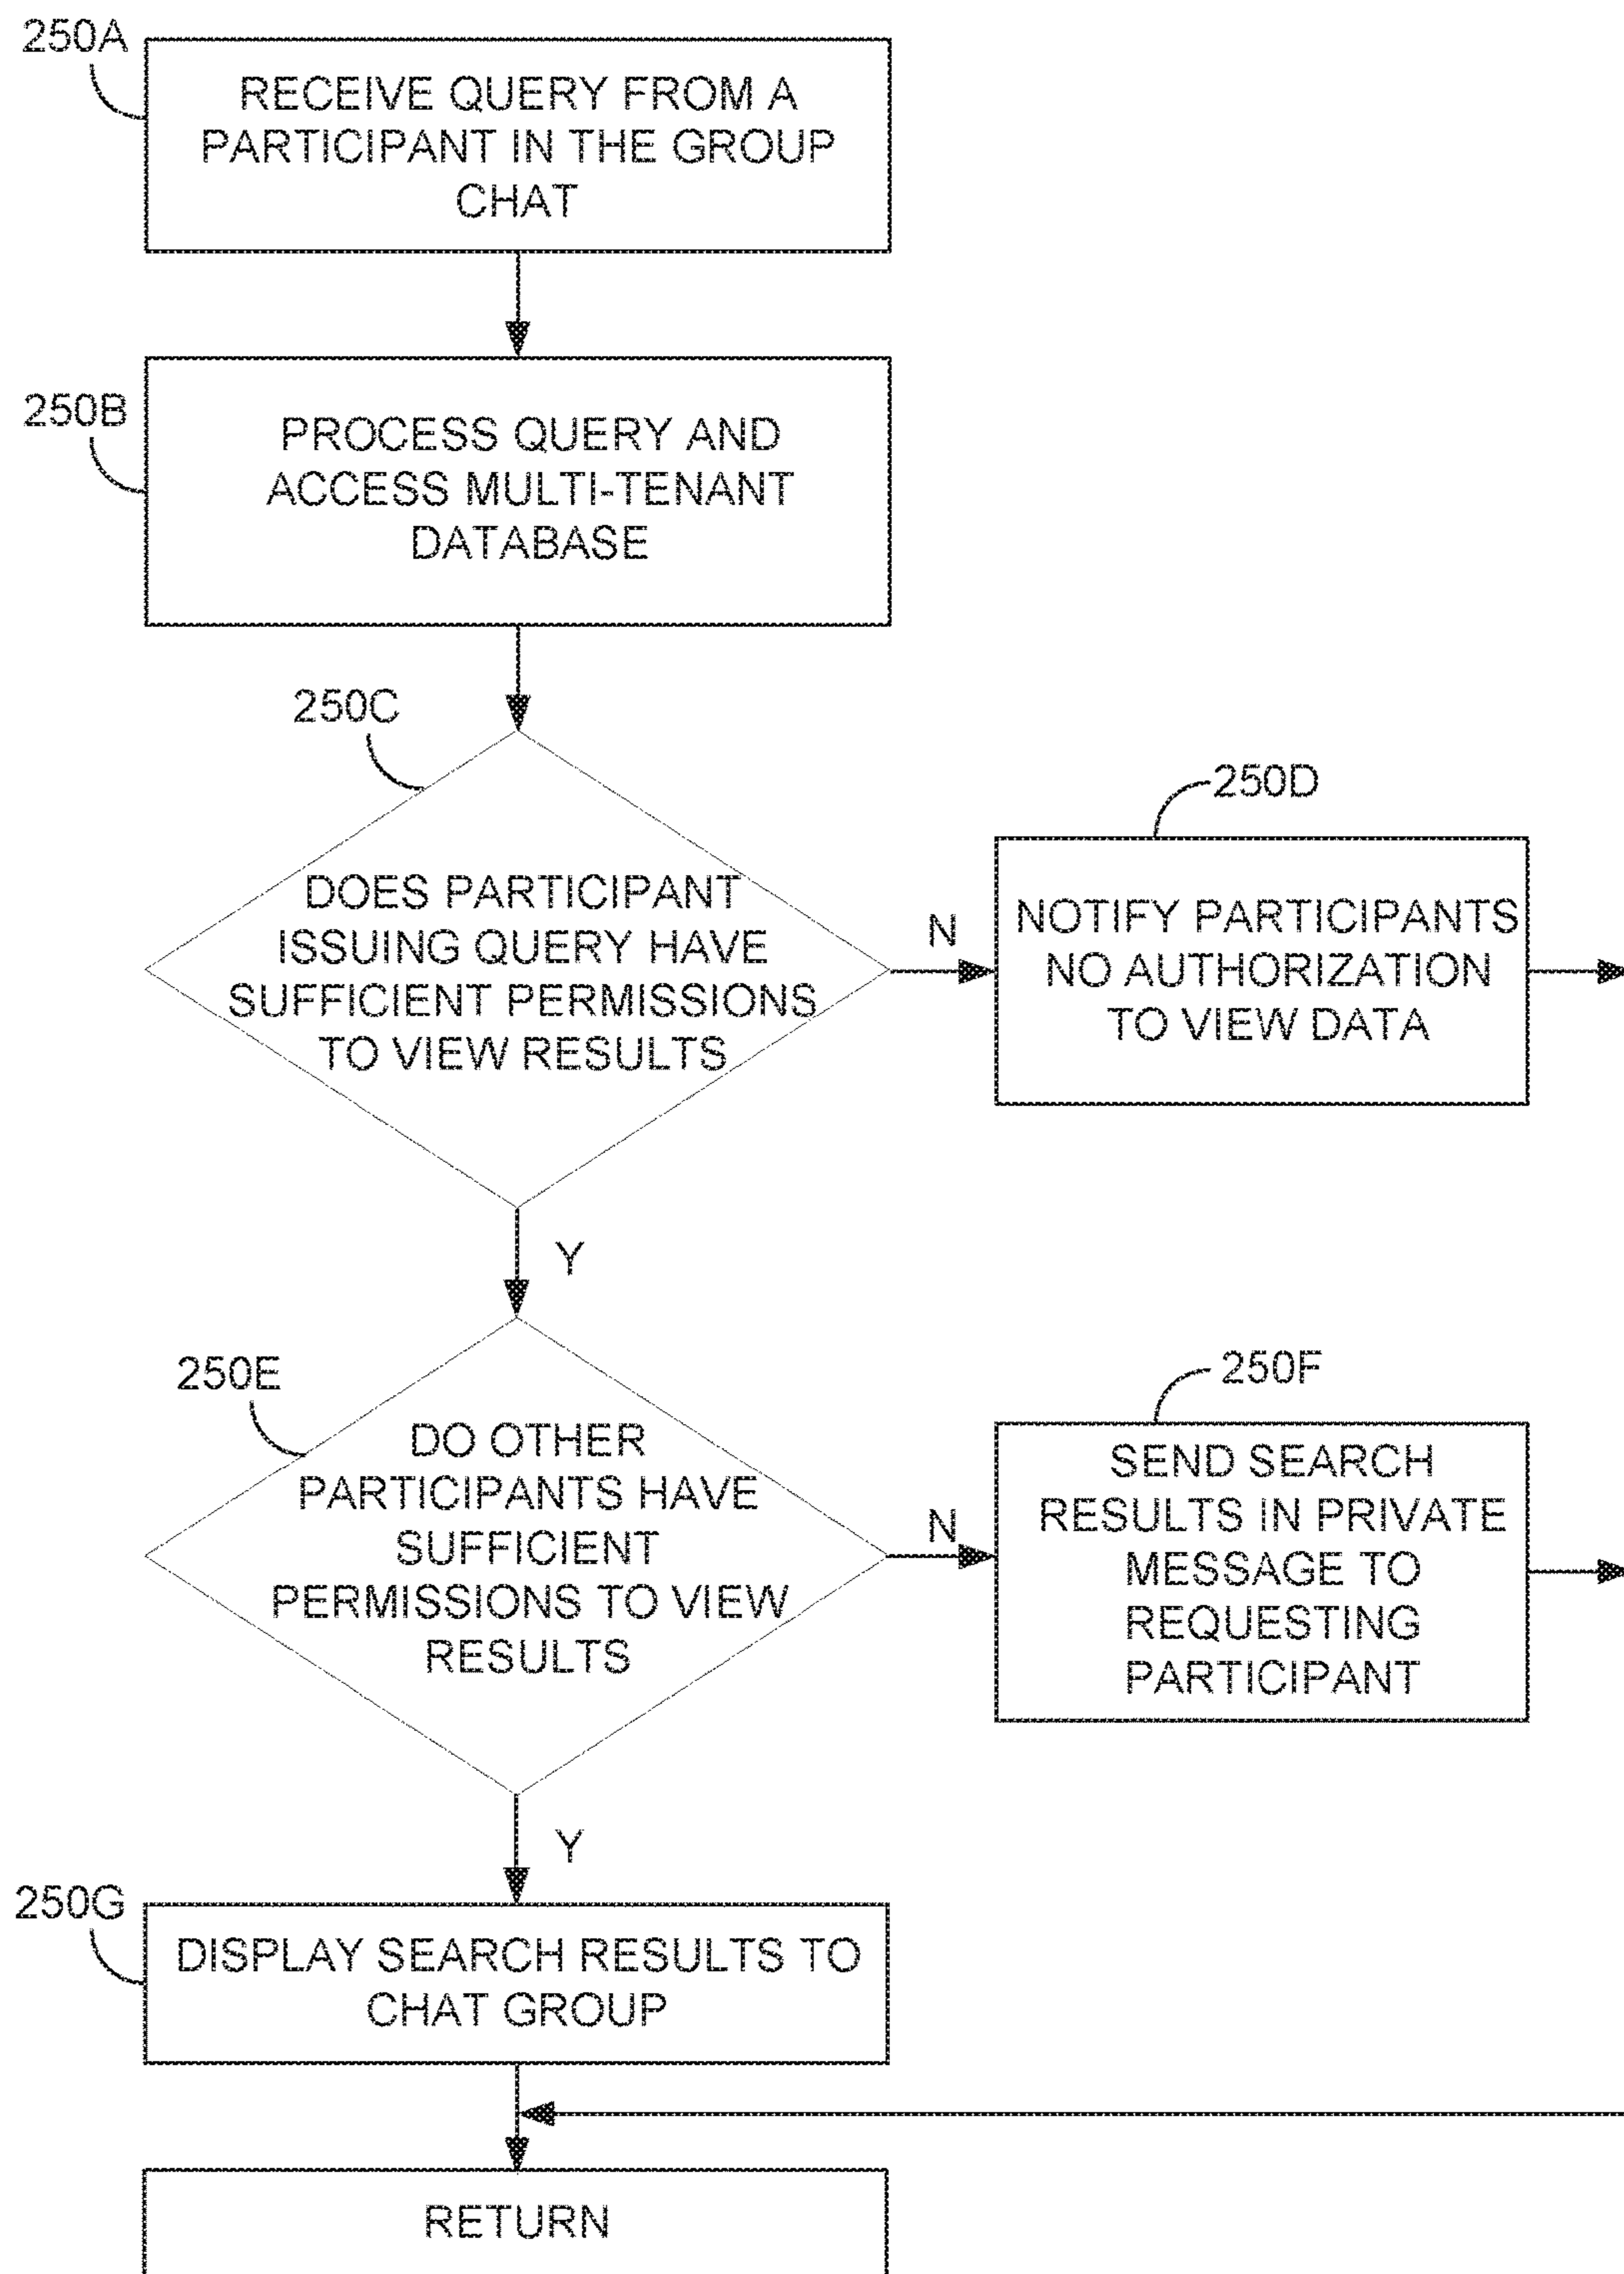 250A
RECEIVE QUERY FROM A
PARTICIPANT IN THE GROUP
CHAT
250B
PROCESS QUERY AND
ACCESS MULTI-TENANT
DATABASE
250C
DOES PARTICIPANT
ISSUING QUERY HAVE
SUFFICIENT PERMISSIONS
TO VIEW RESULTS
N
250D
NOTIFY PARTICIPANTS
NO AUTHORIZATION
TO VIEW DATA
Y
250E
DO OTHER
PARTICIPANTS HAVE
SUFFICIENT
PERMISSIONS TO VIEW
RESULTS
N
250F
SEND SEARCH
RESULTS IN PRIVATE
MESSAGE TO
REQUESTING
PARTICIPANT
Y
250G
DISPLAY SEARCH RESULTS TO
CHAT GROUP
RETURN